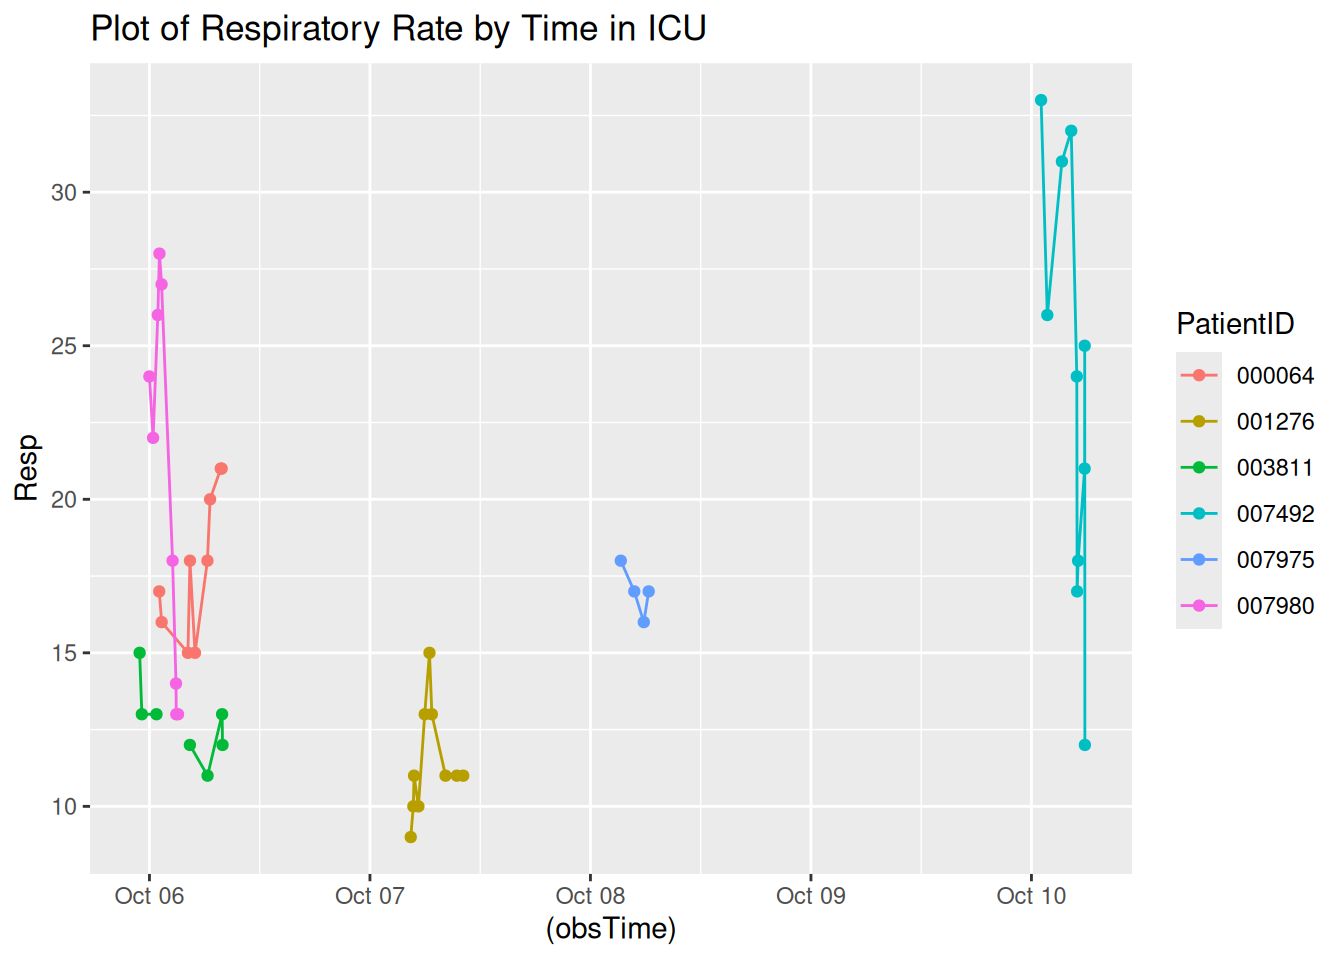 Plot of Respiratory Rate by Time in ICU
Resp
30
25
20
15
10
Oct 06
Oct 07
Oct 08
Oct 09
Oct 10
(obsTime)
PatientID
000064
001276
003811
007492
007975
007980